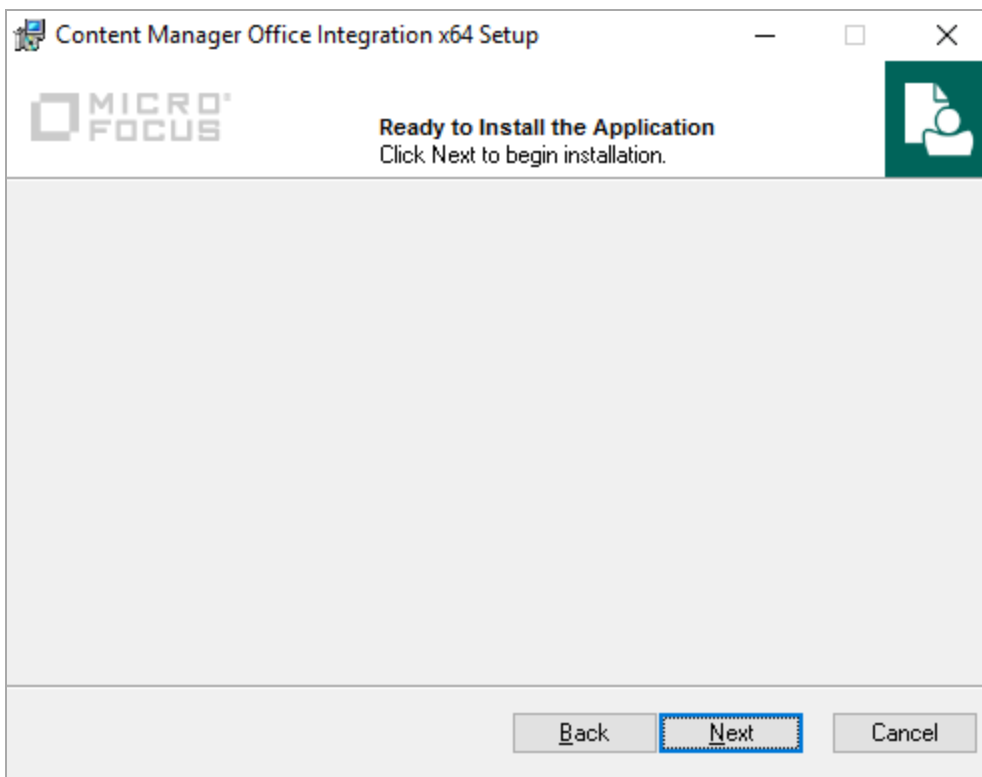 Content Manager Office Integration x64 Setup
MICRO
FOCUS
Ready to Install the Application
Click Next to begin installation.
Back
Next
Cancel